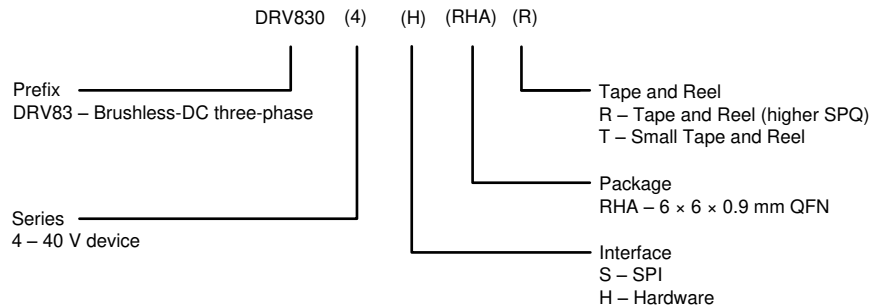 DRV830 (4) (H) (RHA) (R)
Prefix
DRV83 – Brushless-DC three-phase
Series
4 – 40 V device
Tape and Reel
R – Tape and Reel (higher SPQ)
T – Small Tape and Reel
Package
RHA – 6 × 6 × 0.9 mm QFN
Interface
S – SPI
H – Hardware